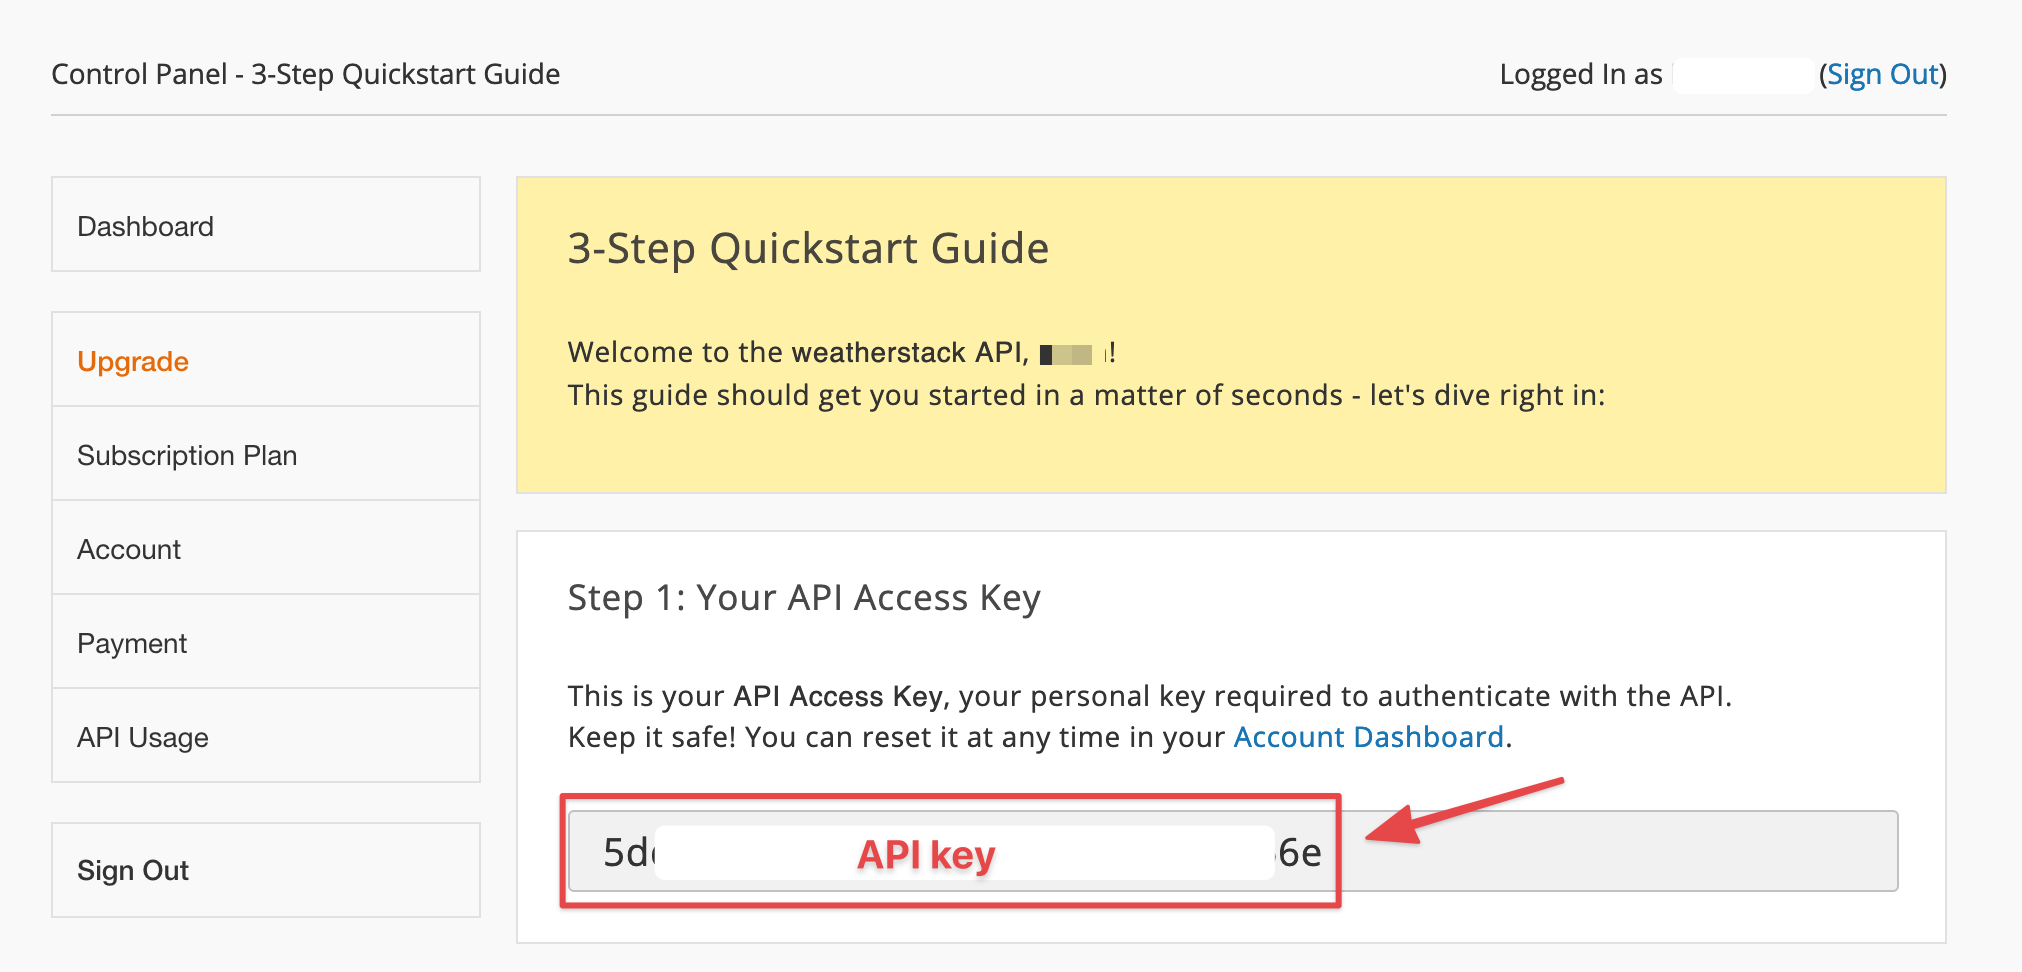 Control Panel - 3-Step Quickstart Guide
Logged In as (Sign Out)
Dashboard
Upgrade
Subscription Plan
Account
Payment
API Usage
Sign Out
3-Step Quickstart Guide
Welcome to the weatherstack API, !
This guide should get you started in a matter of seconds - let's dive right in:
Step 1: Your API Access Key
This is your API Access Key, your personal key required to authenticate with the API.
Keep it safe! You can reset it at any time in your Account Dashboard.
5d API key 6e